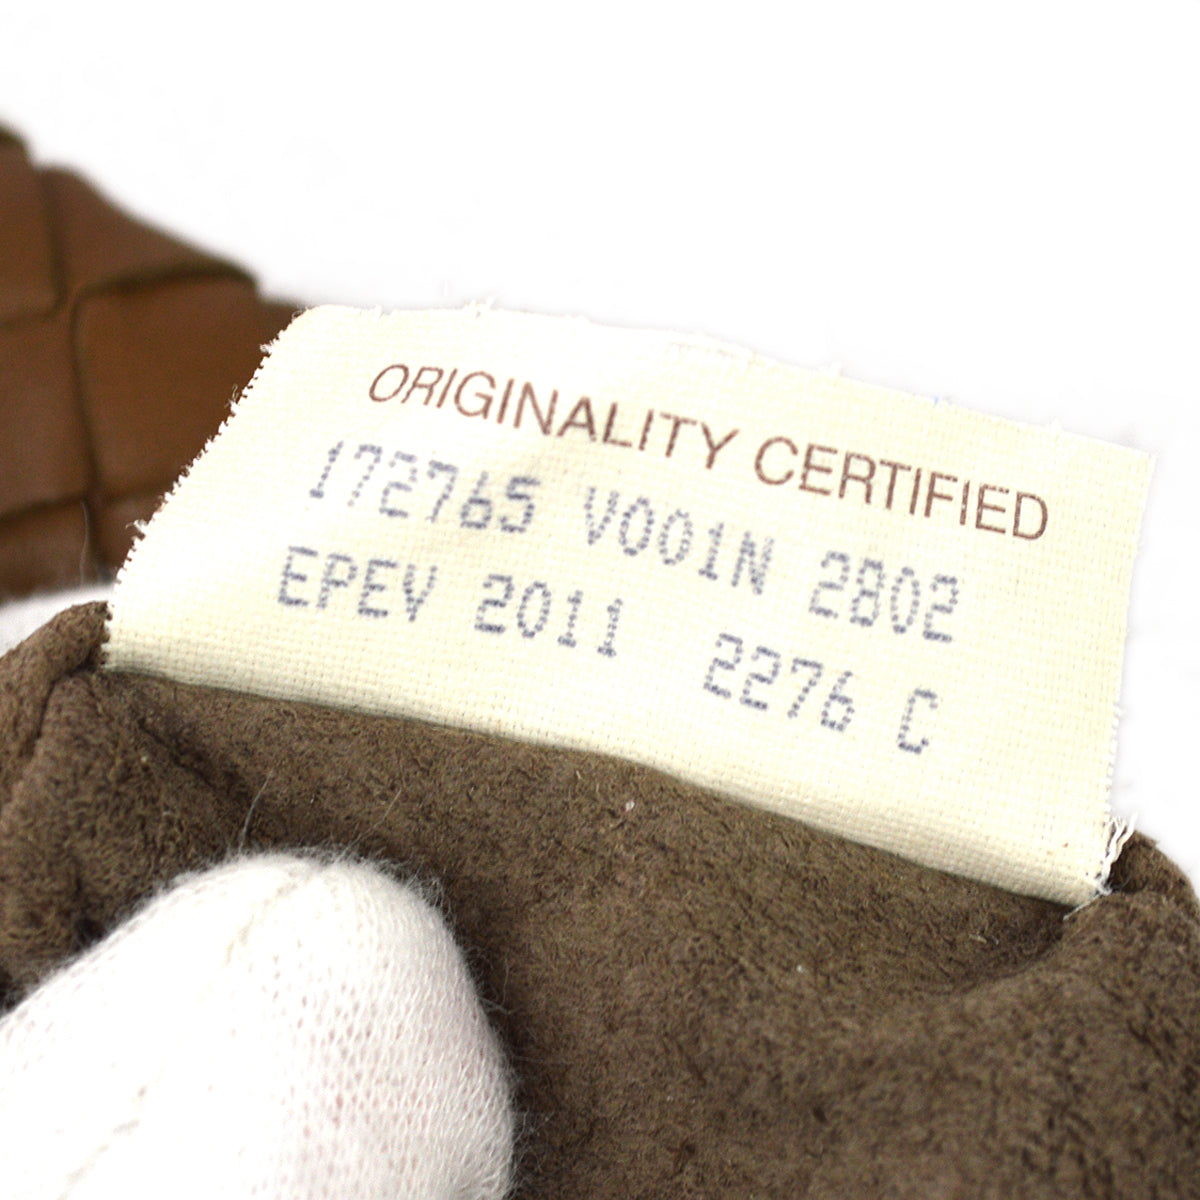 ORIGINALITY CERTIFIED
172765 V001N 2802
EPEV 2011 2276 C